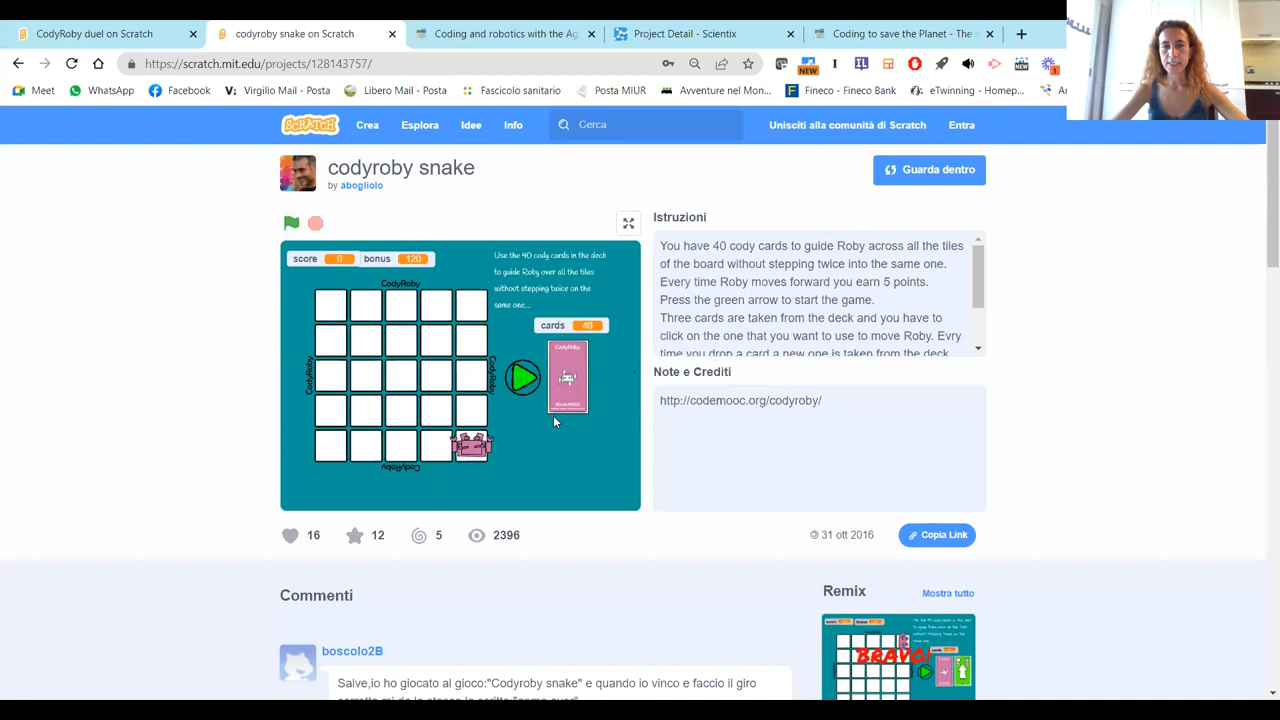 CodyRoby duel on Scratch
codyroby snake on Scratch
Coding and robotics with the Ag
Project Detail - Scientix
Coding to save the Planet - The S
https://scratch.mit.edu/projects/128143757/
NEW
NEW
1
Meet
WhatsApp
Facebook
Virgilio Mail - Posta
Libero Mail - Posta
Fascicolo sanitario
Posta MIUR
Avventure nel Mon...
Fineco - Fineco Bank
eTwinning - Homep...
SCRATCH
Crea
Esplora
Idee
Info
Cerca
Unisciti alla comunità di Scratch
Entra
codyroby snake
by abogliolo
Guarda dentro
score 0
bonus 120
Use the 40 cody cards in the deck
to guide Roby over all the tiles
without stepping twice on the
same one...
CodyRoby
CodyRoby
CodyRoby
CodyRoby
cards 40
CodyRoby
Istruzioni
You have 40 cody cards to guide Roby across all the tiles
of the board without stepping twice into the same one.
Every time Roby moves forward you earn 5 points.
Press the green arrow to start the game.
Three cards are taken from the deck and you have to
click on the one that you want to use to move Roby. Evry
time you drop a card a new one is taken from the deck
Note e Crediti
http://codemooc.org/codyroby/
16
12
5
2396
31 ott 2016
Copia Link
Commenti
Remix
Mostra tutto
boscolo2B
Salve,io ho giocato al gioco:"Codyroby snake" e quando io vinco e faccio il giro
BRAVO!